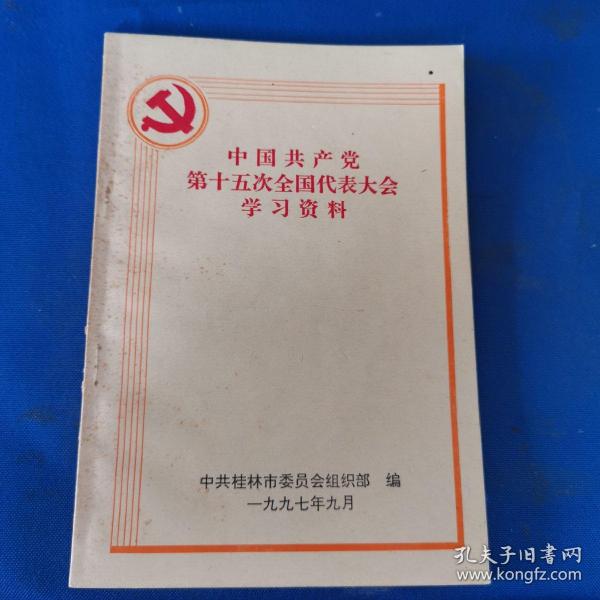 中国共产党
第十五次全国代表大会
学习资料
中共桂林市委员会组织部 编
一九九七年九月
孔夫子旧书网
www.kongfz.com